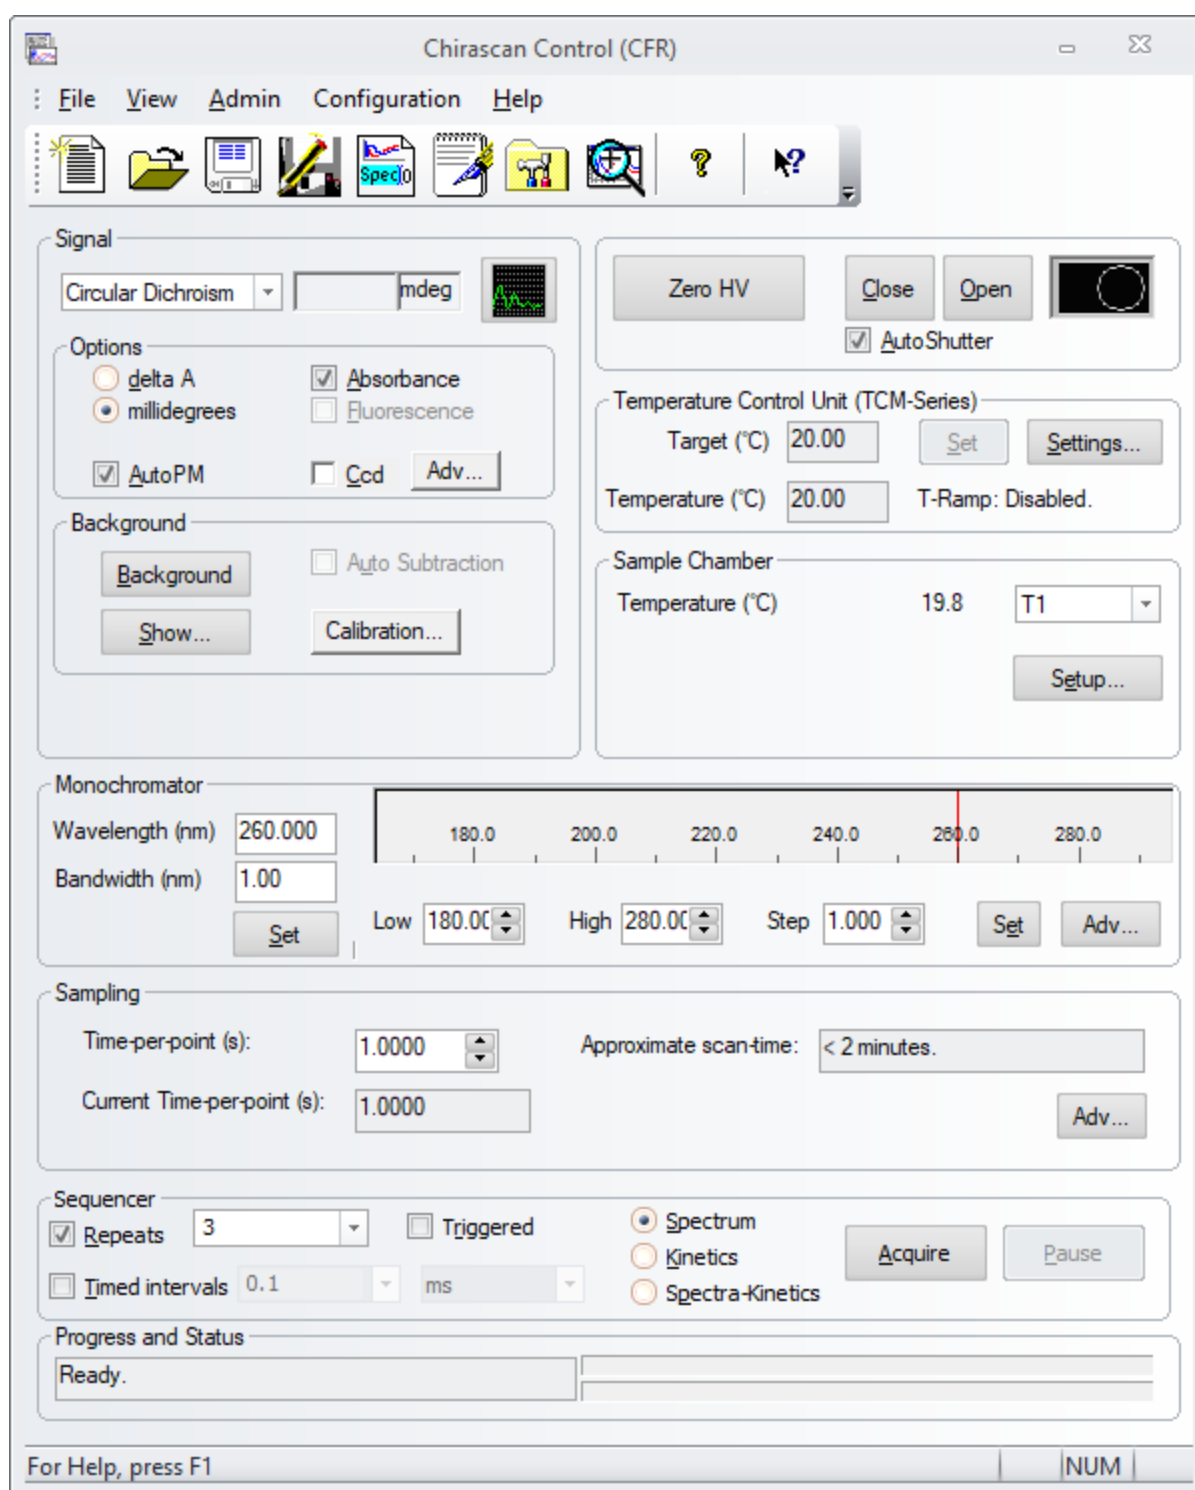 Chirascan Control (CFR)
File View Admin Configuration Help
Spec
?
?
Signal
Circular Dichroism
mdeg
Options
delta A
Absorbance
millidegrees
Fluorescence
AutoPM
Ccd
Adv...
Background
Background
Auto Subtraction
Show...
Calibration...
Zero HV
Close
Open
AutoShutter
Temperature Control Unit (TCM-Series)
Target (°C) 20.00 Set Settings...
Temperature (°C) 20.00 T-Ramp: Disabled.
Sample Chamber
Temperature (°C) 19.8 T1
Setup...
Monochromator
Wavelength (nm) 260.000
Bandwidth (nm) 1.00
Set
180.0 200.0 220.0 240.0 260.0 280.0
Low 180.00 High 280.00 Step 1.000 Set Adv...
Sampling
Time-per-point (s): 1.0000 Approximate scan-time: < 2 minutes.
Current Time-per-point (s): 1.0000
Adv...
Sequencer
Repeats 3 Triggered
Timed intervals 0.1 ms
Spectrum
Kinetics
Spectra-Kinetics
Acquire
Pause
Progress and Status
Ready.
For Help, press F1 NUM